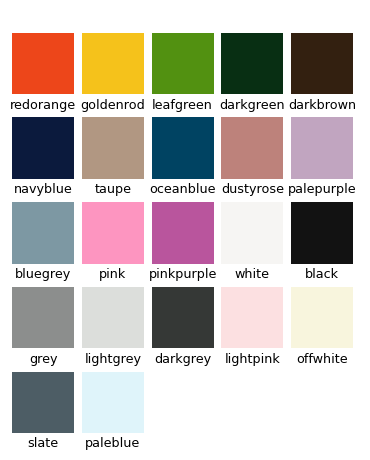 redorange goldenrod leafgreen darkgreen darkbrown
navyblue taupe oceanblue dustyrose palepurple
bluegrey pink pinkpurple white black
grey lightgrey darkgrey lightpink offwhite
slate paleblue